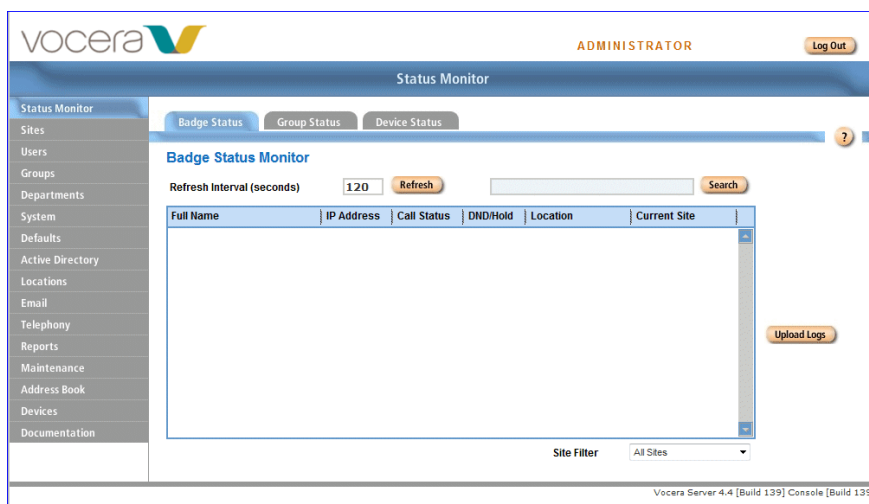 vocera
ADMINISTRATOR
Log Out
Status Monitor
Status Monitor
Sites
Users
Groups
Departments
System
Defaults
Active Directory
Locations
Email
Telephony
Reports
Maintenance
Address Book
Devices
Documentation
Badge Status Group Status Device Status
?
Badge Status Monitor
Refresh Interval (seconds) 120 Refresh Search
Full Name IP Address Call Status DND/Hold Location Current Site
Upload Logs
Site Filter All Sites
Vocera Server 4.4 [Build 139] Console [Build 139